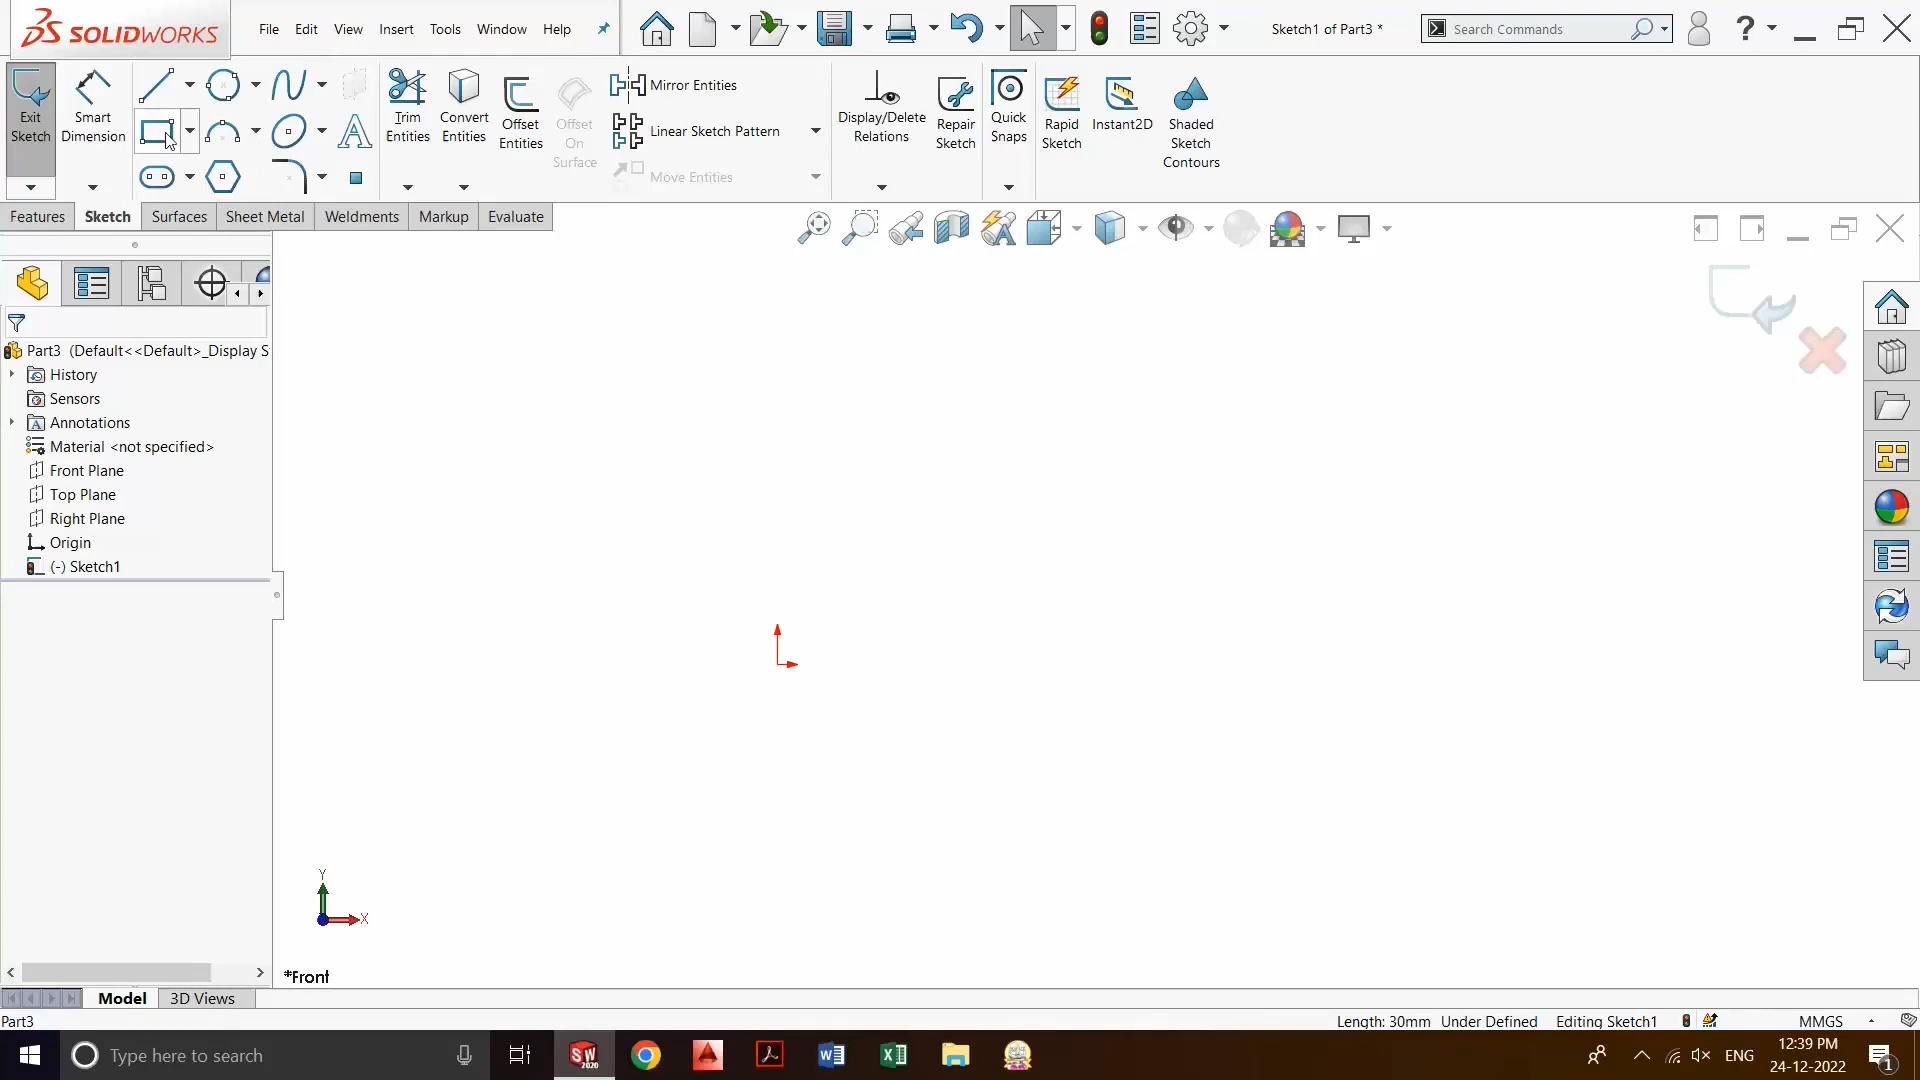 SOLIDWORKS
File Edit View Insert Tools Window Help
Sketch1 of Part3 *
Search Commands
?
Exit Sketch
Smart Dimension
Trim Entities
Convert Entities
Offset Entities
Offset On Surface
Mirror Entities
Linear Sketch Pattern
Move Entities
Display/Delete Relations
Repair Sketch
Quick Snaps
Rapid Sketch
Instant2D
Shaded Sketch Contours
Features Sketch Surfaces Sheet Metal Weldments Markup Evaluate
Part3 (Default<<Default>_Display S
History
Sensors
Annotations
Material <not specified>
Front Plane
Top Plane
Right Plane
Origin
(-) Sketch1
Y
X
*Front
Model 3D Views
Part3
Length: 30mm Under Defined Editing Sketch1 MMGS
Type here to search
SW 2020
ENG
12:39 PM
24-12-2022
1